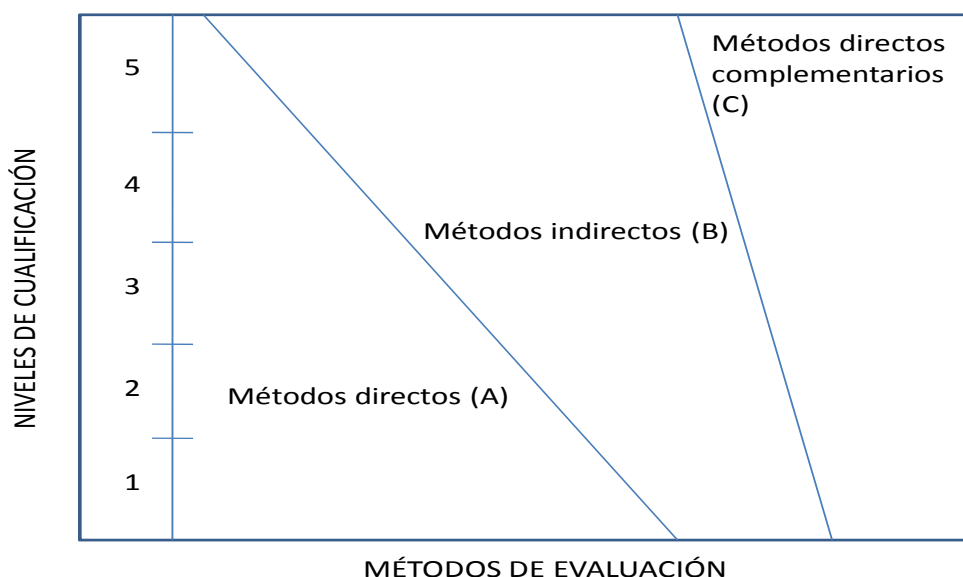 Métodos directos
complementarios
(C)
5
4
Métodos indirectos (B)
3
2
Métodos directos (A)
1
NIVELES DE CUALIFICACIÓN
MÉTODOS DE EVALUACIÓN